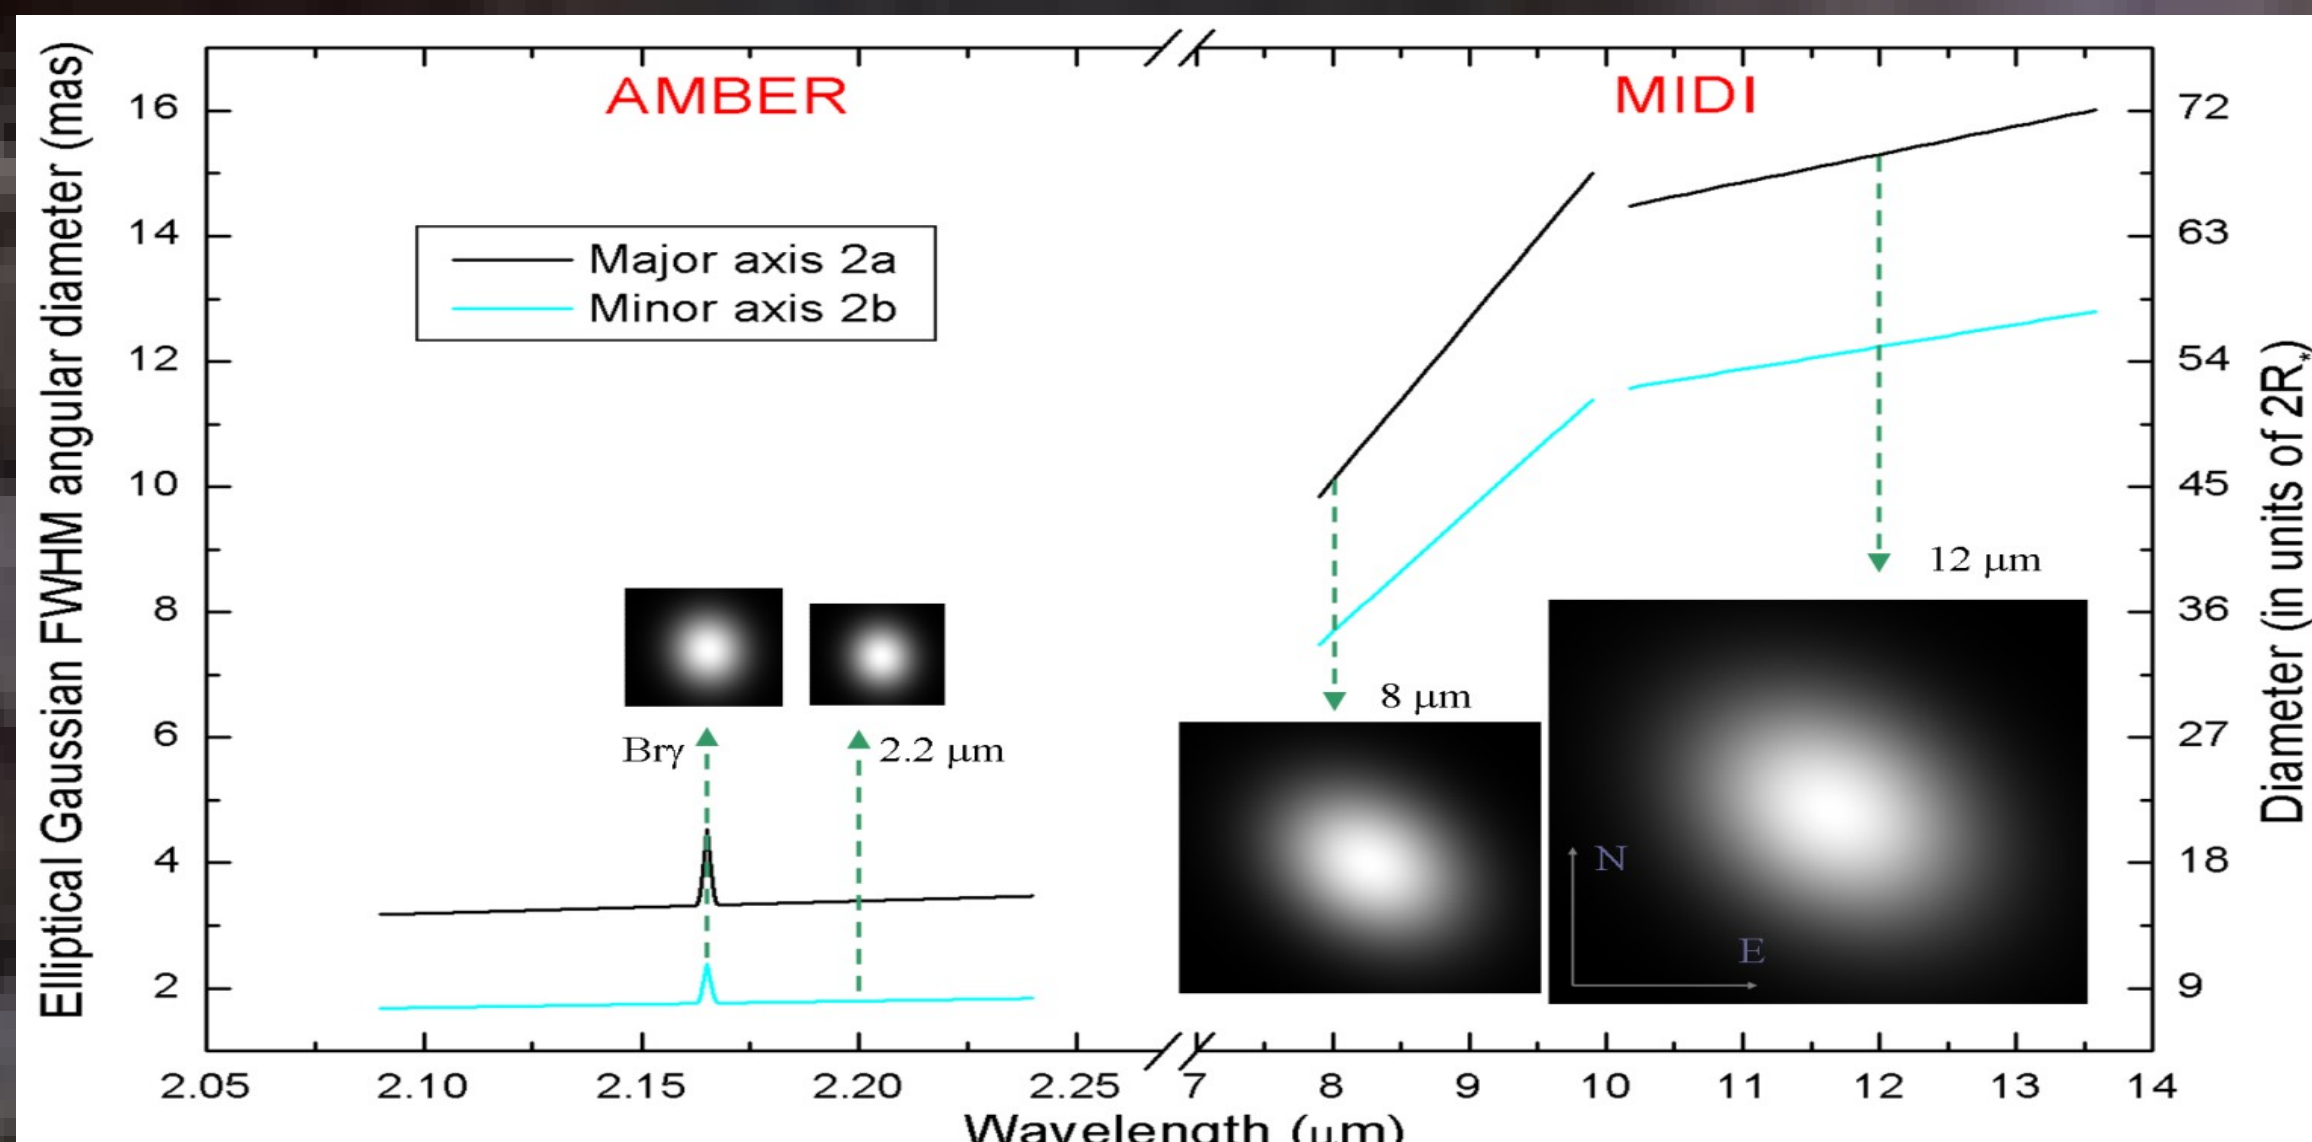 Elliptical Gaussian FWHM angular diameter (mas)
16
14
12
10
8
6
4
2
AMBER
MIDI
Major axis 2a
Minor axis 2b
Brγ
2.2 μm
8 μm
12 μm
N
E
72
63
54
45
36
27
18
9
Diameter (in units of 2R*)
2.05 2.10 2.15 2.20 2.25 7 8 9 10 11 12 13 14
Wavelength (μm)